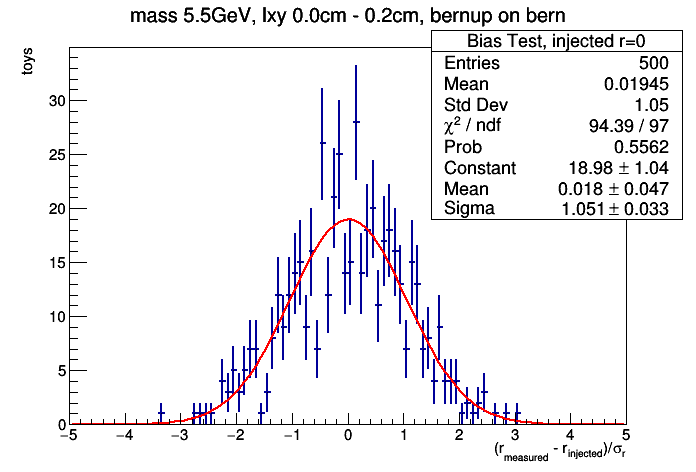 mass 5.5GeV, lxy 0.0cm - 0.2cm, bernup on bern
toys
Bias Test, injected r=0
Entries 500
Mean 0.01945
Std Dev 1.05
χ² / ndf 94.39 / 97
Prob 0.5562
Constant 18.98 ± 1.04
Mean 0.018 ± 0.047
Sigma 1.051 ± 0.033
30
25
20
15
10
5
0
−5 −4 −3 −2 −1 0 1 2 3 4 5
(r_measured - r_injected)/σ_r